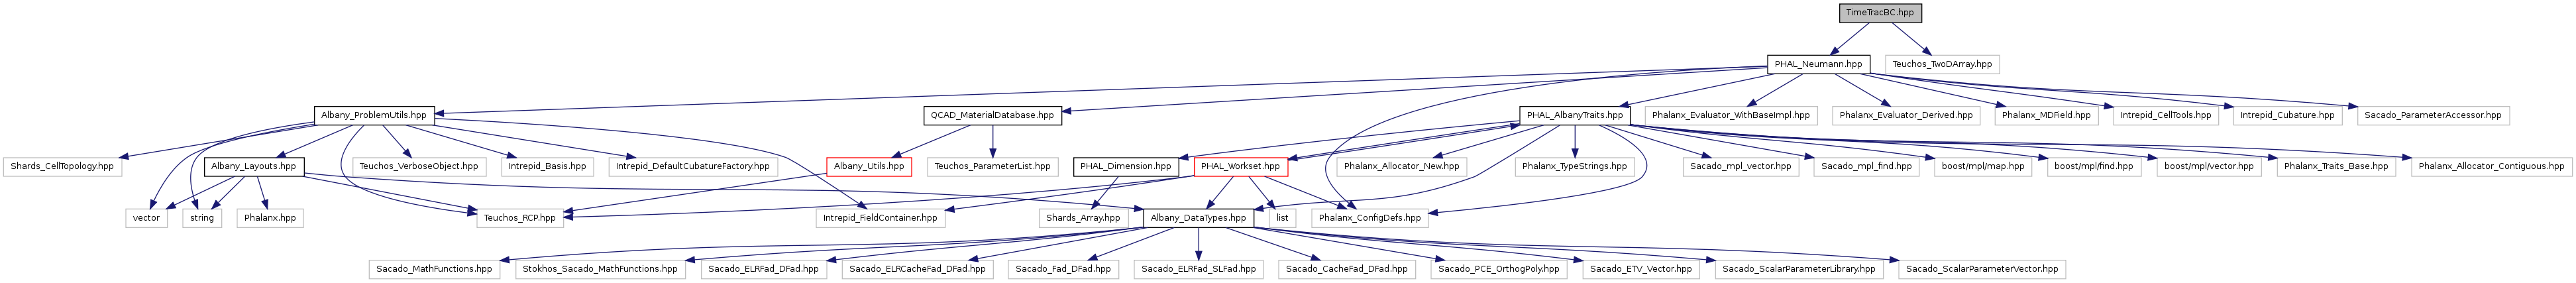 TimeTracBC.hpp
PHAL_Neumann.hpp
Teuchos_TwoDArray.hpp
Albany_ProblemUtils.hpp
QCAD_MaterialDatabase.hpp
PHAL_AlbanyTraits.hpp
Phalanx_Evaluator_WithBaseImpl.hpp
Phalanx_Evaluator_Derived.hpp
Phalanx_MDField.hpp
Intrepid_CellTools.hpp
Intrepid_Cubature.hpp
Sacado_ParameterAccessor.hpp
Shards_CellTopology.hpp
Albany_Layouts.hpp
Teuchos_VerboseObject.hpp
Intrepid_Basis.hpp
Intrepid_DefaultCubatureFactory.hpp
Albany_Utils.hpp
Teuchos_ParameterList.hpp
PHAL_Dimension.hpp
PHAL_Workset.hpp
Phalanx_Allocator_New.hpp
Phalanx_TypeStrings.hpp
Sacado_mpl_vector.hpp
Sacado_mpl_find.hpp
boost/mpl/map.hpp
boost/mpl/find.hpp
boost/mpl/vector.hpp
Phalanx_Traits_Base.hpp
Phalanx_Allocator_Contiguous.hpp
vector
string
Phalanx.hpp
Teuchos_RCP.hpp
Intrepid_FieldContainer.hpp
Shards_Array.hpp
Albany_DataTypes.hpp
list
Phalanx_ConfigDefs.hpp
Sacado_MathFunctions.hpp
Stokhos_Sacado_MathFunctions.hpp
Sacado_ELRFad_DFad.hpp
Sacado_ELRCacheFad_DFad.hpp
Sacado_Fad_DFad.hpp
Sacado_ELRFad_SLFad.hpp
Sacado_CacheFad_DFad.hpp
Sacado_PCE_OrthogPoly.hpp
Sacado_ETV_Vector.hpp
Sacado_ScalarParameterLibrary.hpp
Sacado_ScalarParameterVector.hpp